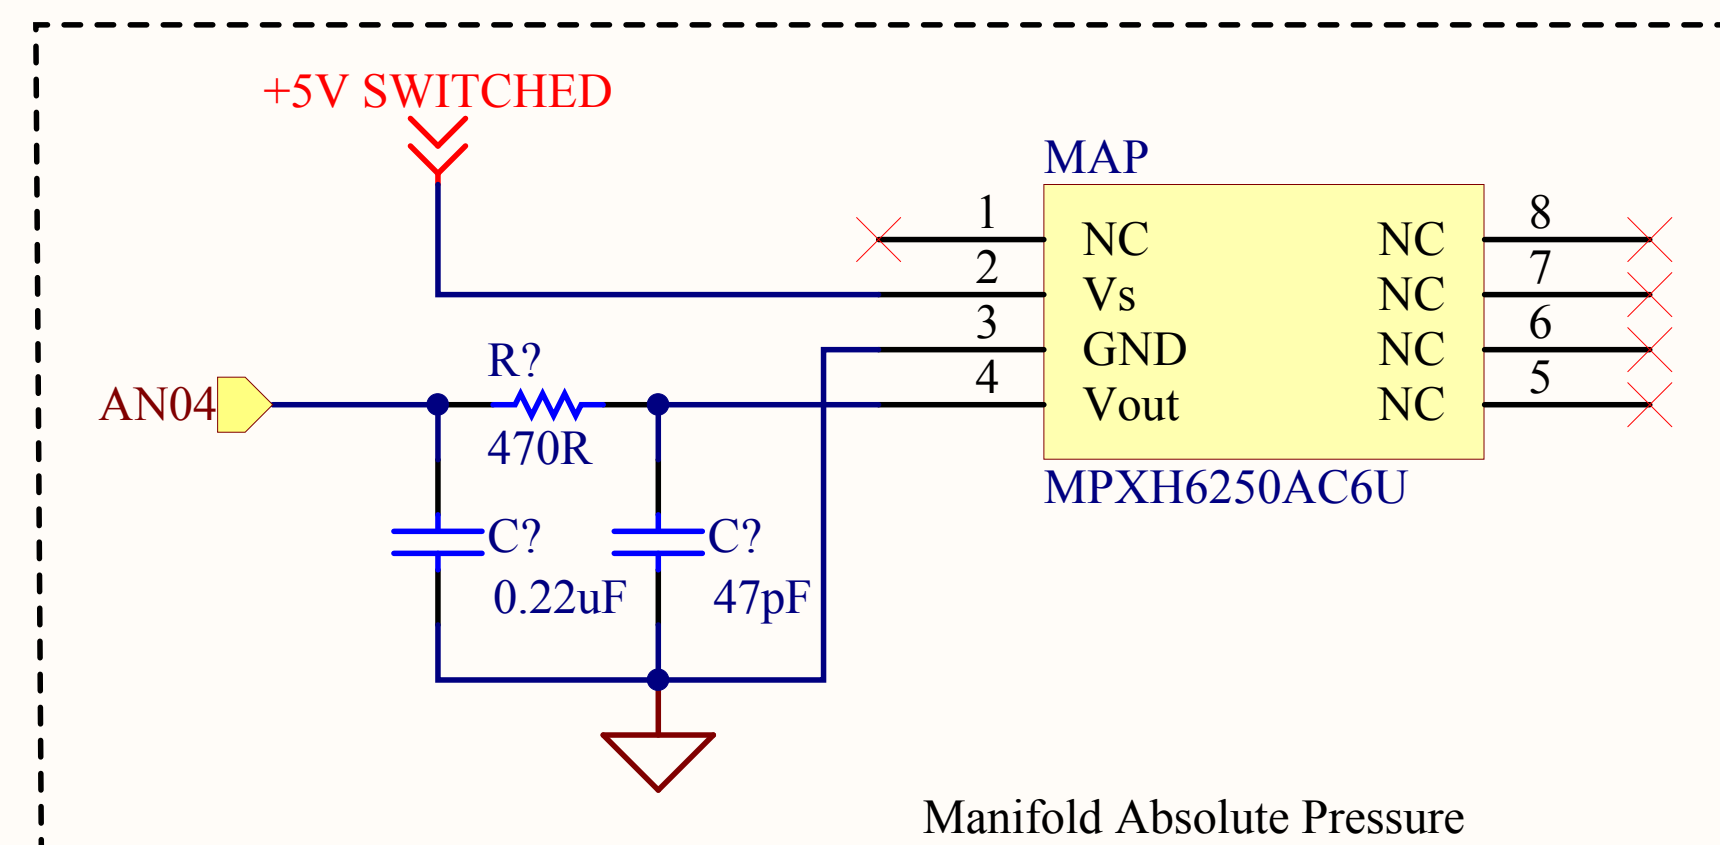 +5V SWITCHED
MAP
1 NC NC 8
2 Vs NC 7
3 GND NC 6
4 Vout NC 5
MPXH6250AC6U
AN04
R?
470R
C?
0.22uF
C?
47pF
Manifold Absolute Pressure